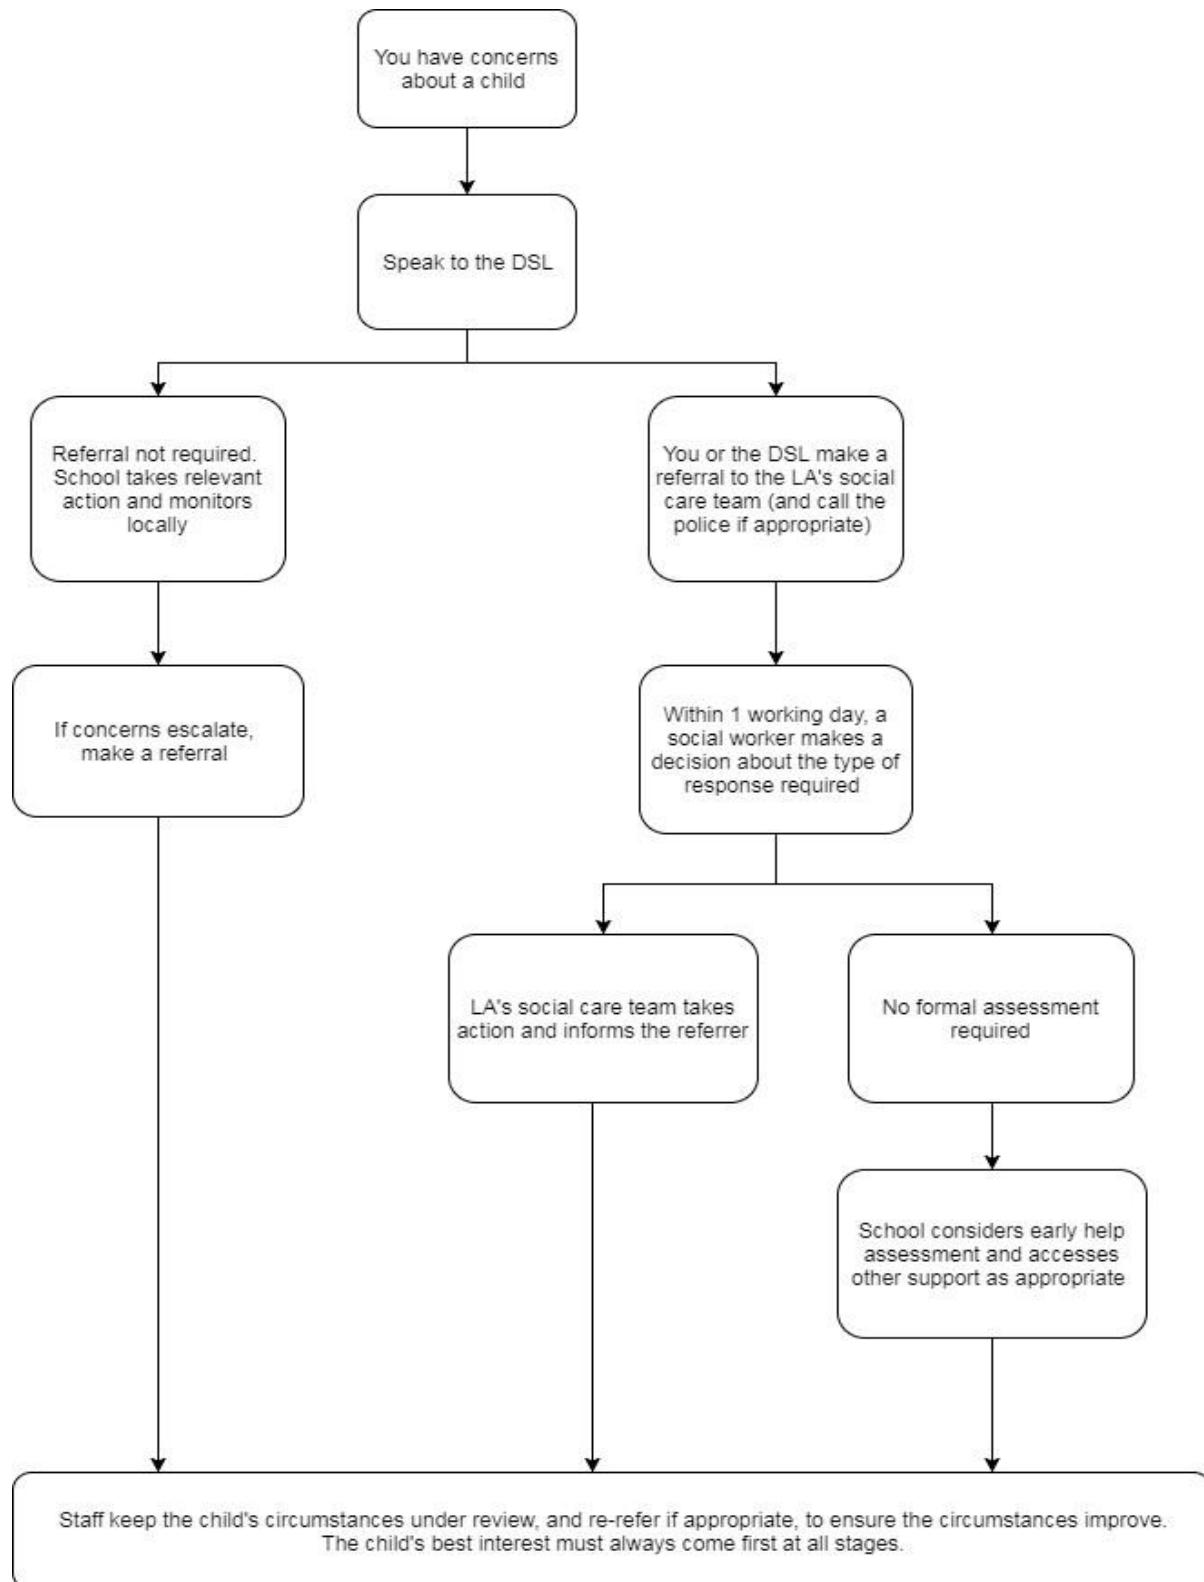 You have concerns
about a child
Speak to the DSL
Referral not required.
School takes relevant
action and monitors
locally
You or the DSL make a
referral to the LA's social
care team (and call the
police if appropriate)
If concerns escalate,
make a referral
Within 1 working day, a
social worker makes a
decision about the type of
response required
LA's social care team takes
action and informs the referrer
No formal assessment
required
School considers early help
assessment and accesses
other support as appropriate
Staff keep the child's circumstances under review, and re-refer if appropriate, to ensure the circumstances improve.
The child's best interest must always come first at all stages.